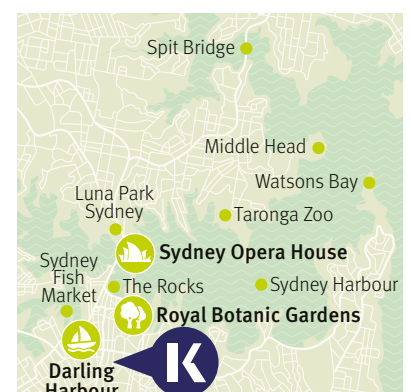 Spit Bridge
Middle Head
Watsons Bay
Luna Park
Sydney
Taronga Zoo
Sydney Opera House
Sydney
Fish
Market
The Rocks
Sydney Harbour
Royal Botanic Gardens
K
Darling
Harbour